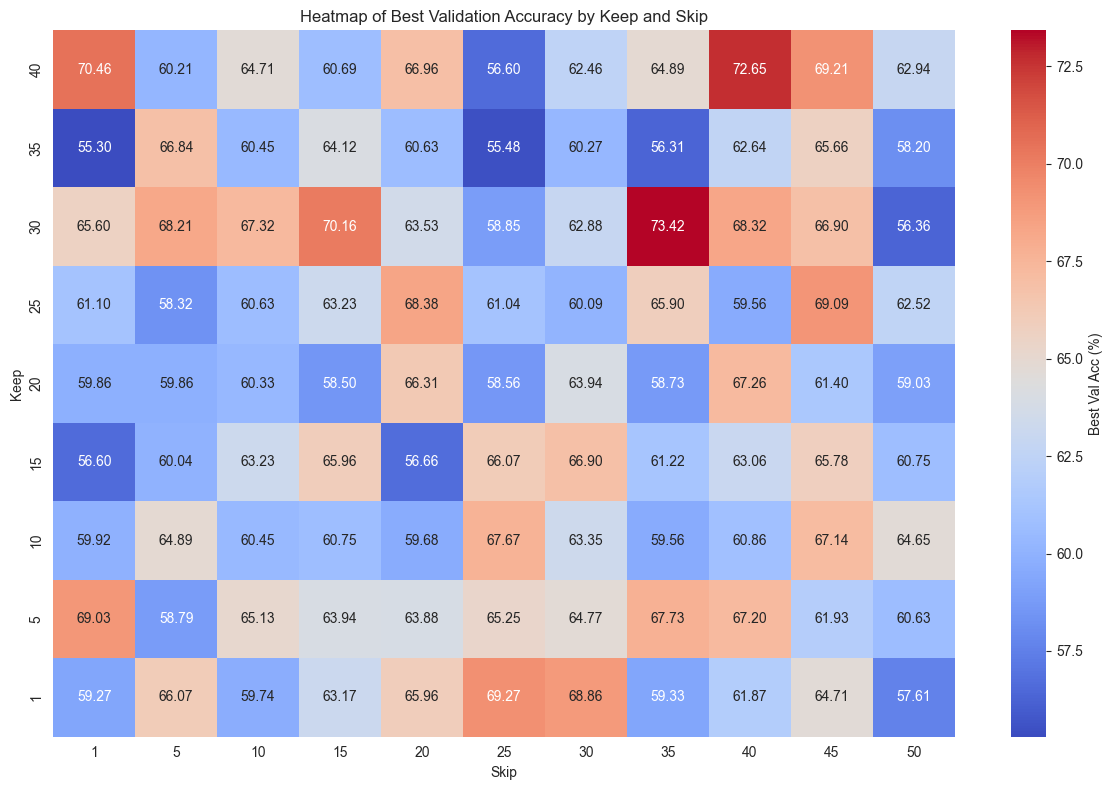 Heatmap of Best Validation Accuracy by Keep and Skip
40 70.46 60.21 64.71 60.69 66.96 56.60 62.46 64.89 72.65 69.21 62.94
35 55.30 66.84 60.45 64.12 60.63 55.48 60.27 56.31 62.64 65.66 58.20
30 65.60 68.21 67.32 70.16 63.53 58.85 62.88 73.42 68.32 66.90 56.36
25 61.10 58.32 60.63 63.23 68.38 61.04 60.09 65.90 59.56 69.09 62.52
20 59.86 59.86 60.33 58.50 66.31 58.56 63.94 58.73 67.26 61.40 59.03
15 56.60 60.04 63.23 65.96 56.66 66.07 66.90 61.22 63.06 65.78 60.75
10 59.92 64.89 60.45 60.75 59.68 67.67 63.35 59.56 60.86 67.14 64.65
5 69.03 58.79 65.13 63.94 63.88 65.25 64.77 67.73 67.20 61.93 60.63
1 59.27 66.07 59.74 63.17 65.96 69.27 68.86 59.33 61.87 64.71 57.61
1 5 10 15 20 25 30 35 40 45 50
Skip
Keep
72.5
70.0
67.5
65.0
62.5
60.0
57.5
Best Val Acc (%)